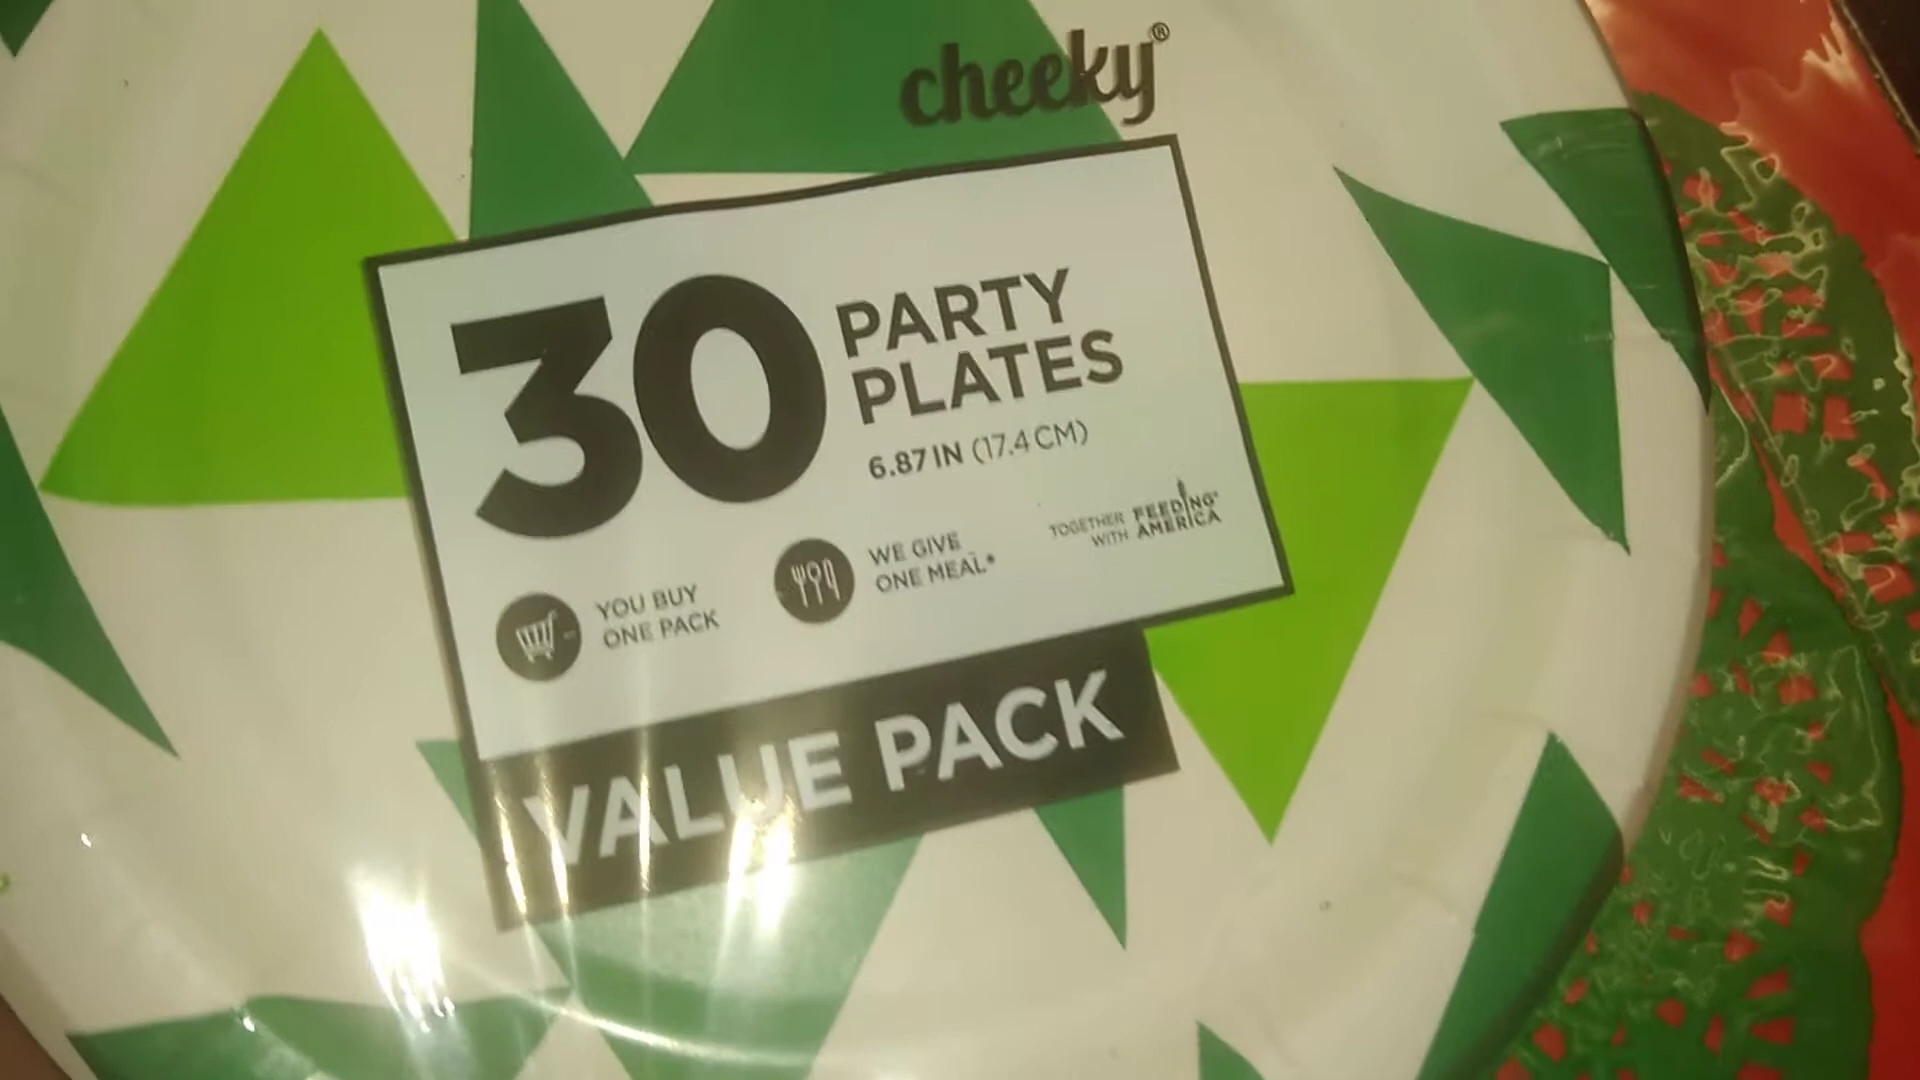 cheeky®
30 PARTY
PLATES
6.87 IN (17.4 CM)
YOU BUY
ONE PACK
WE GIVE
ONE MEAL*
TOGETHER
WITH
FEEDING®
AMERICA
VALUE PACK